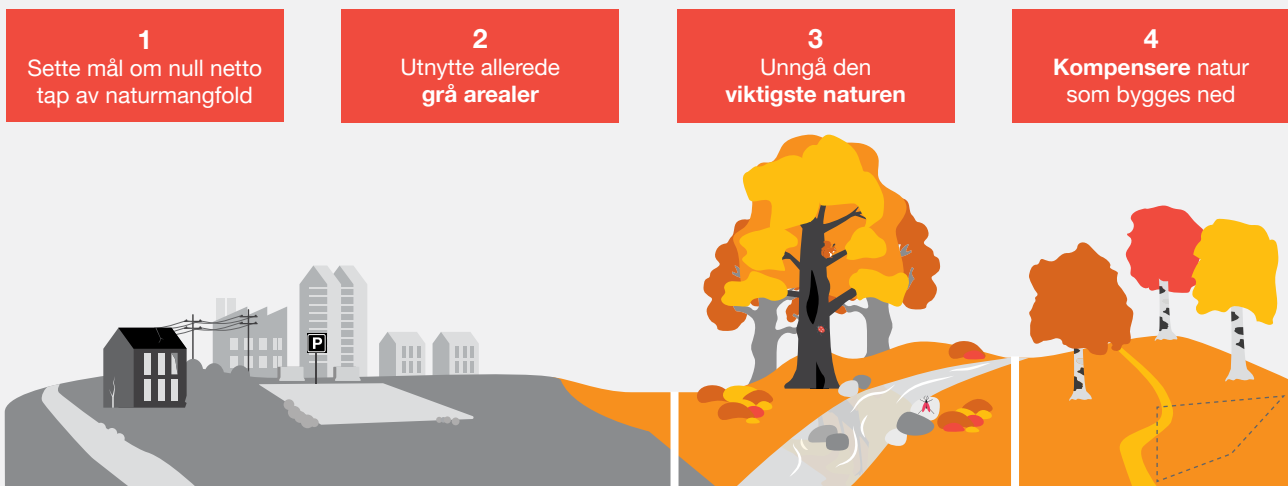 1
Sette mål om null netto
tap av naturmangfold
2
Utnytte allerede
grå arealer
3
Unngå den
viktigste naturen
4
Kompensere natur
som bygges ned
P